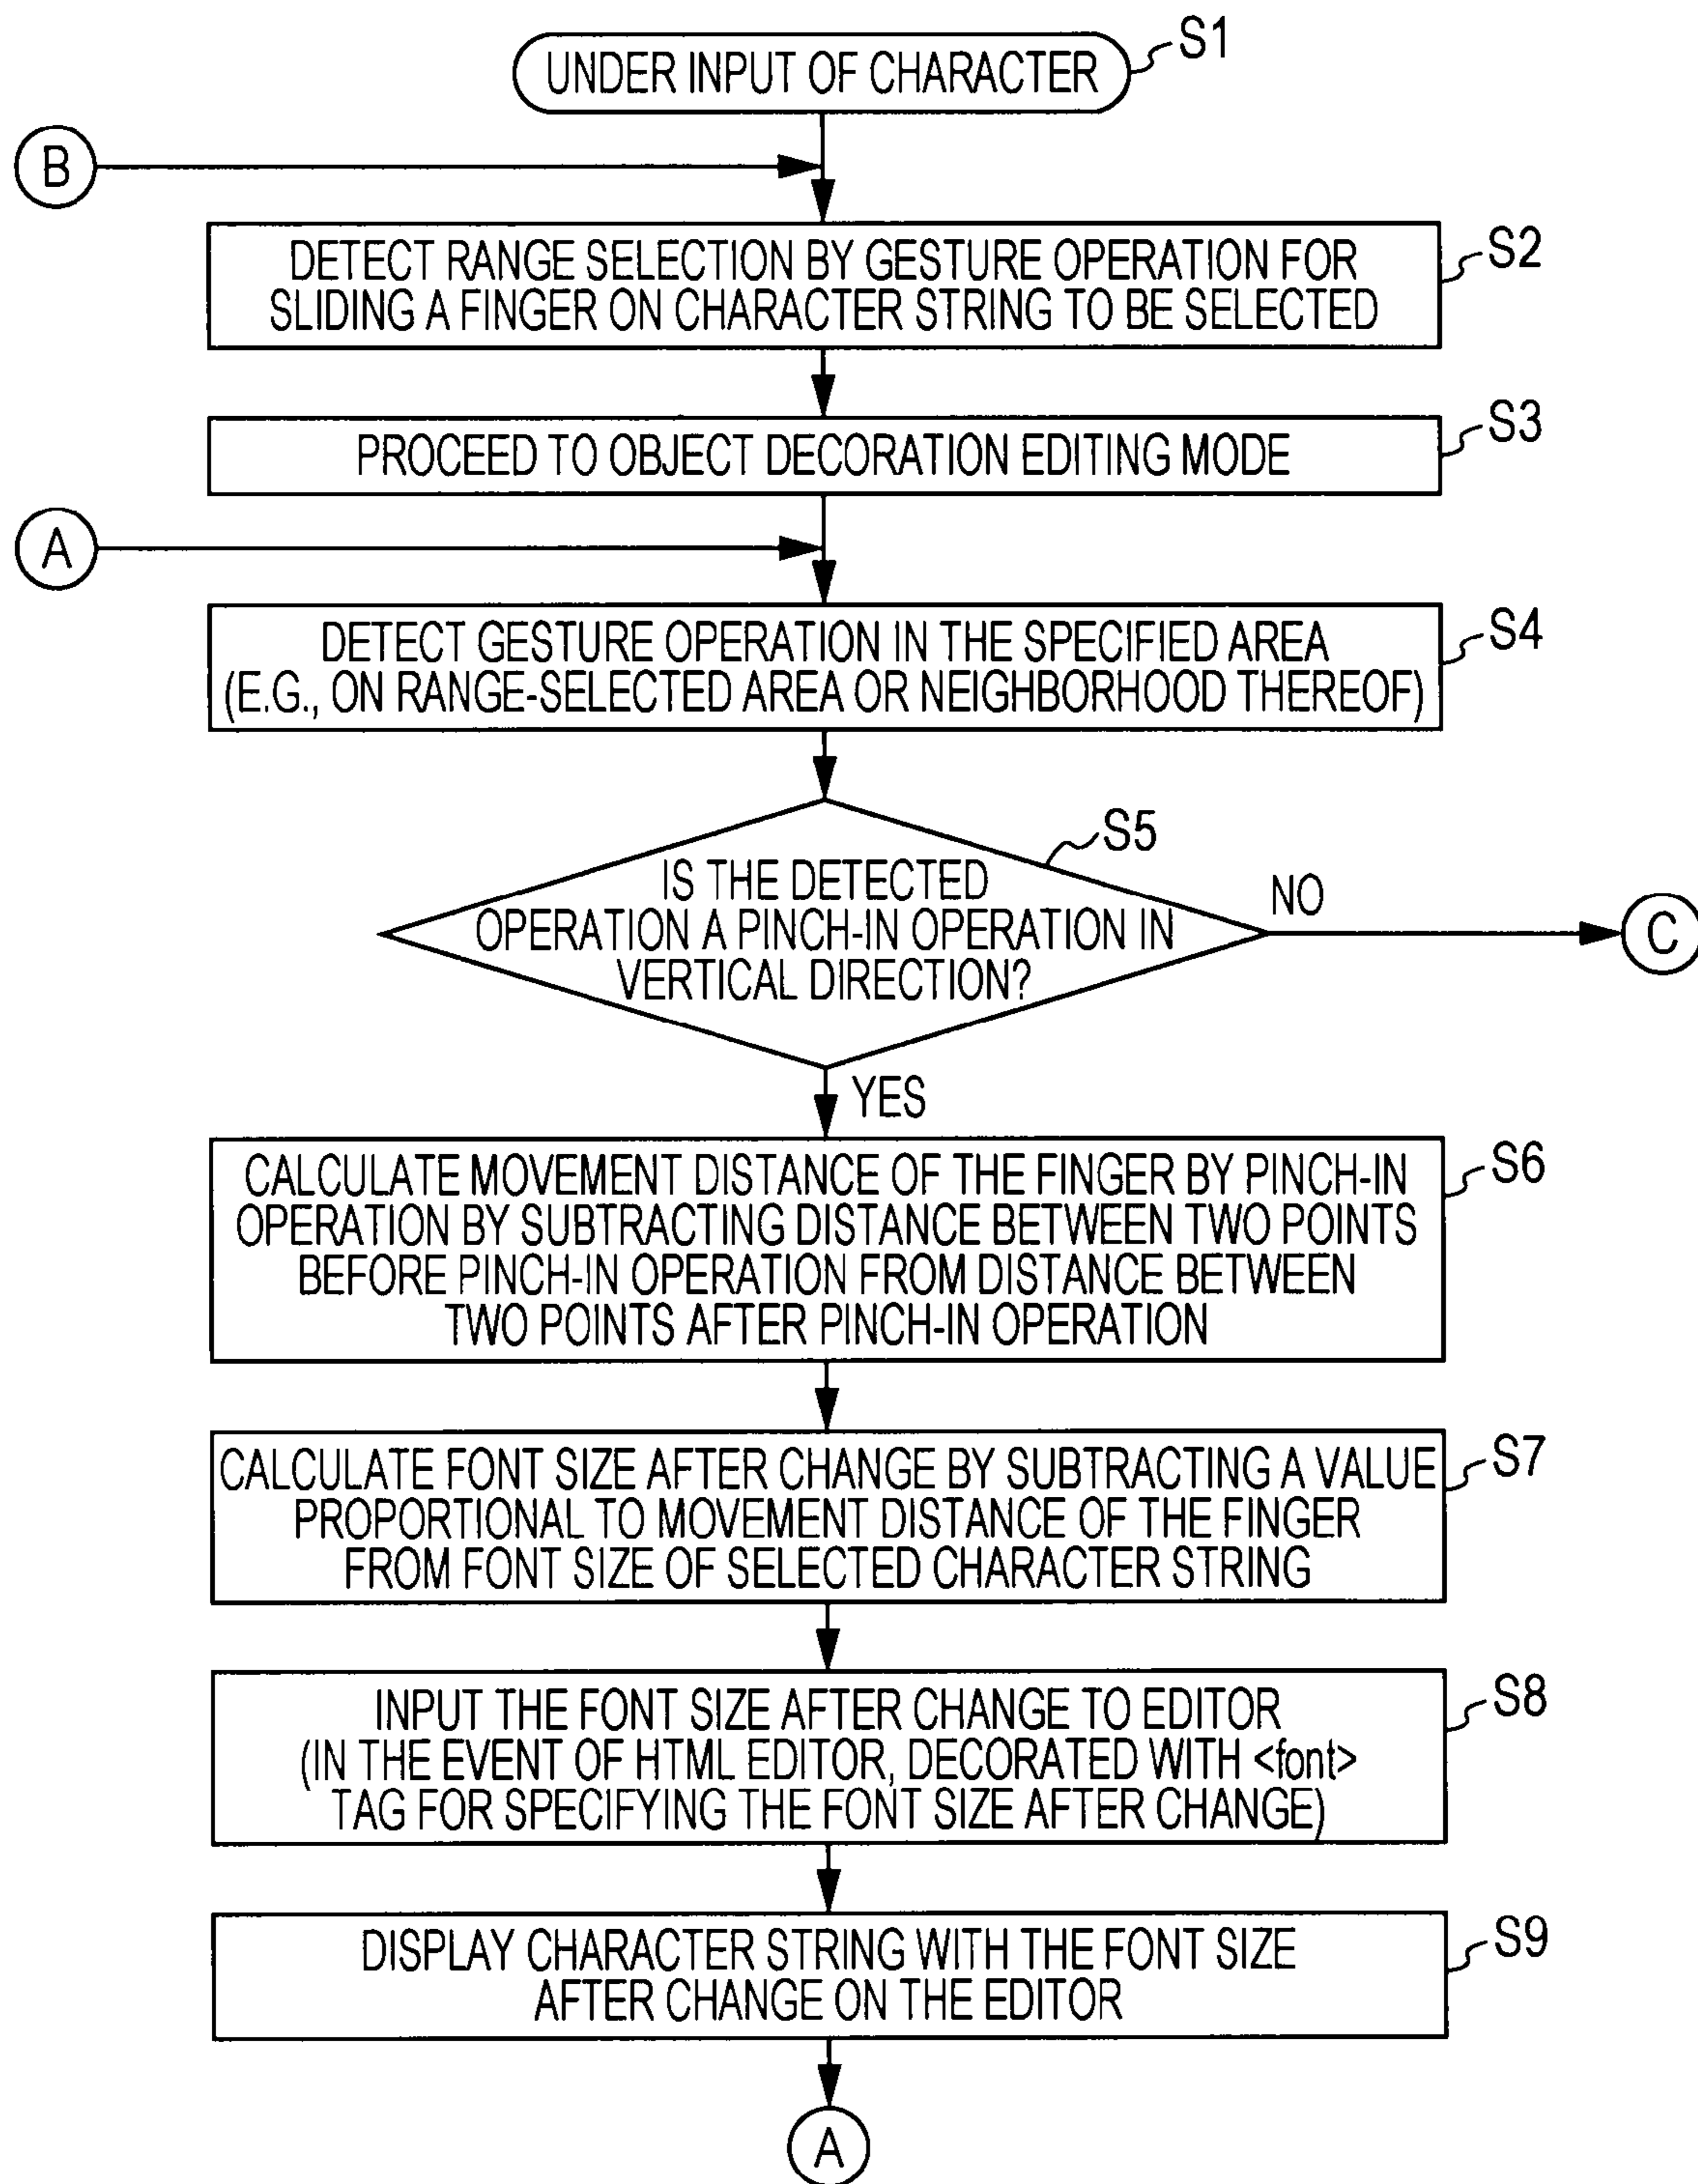 UNDER INPUT OF CHARACTER
S1
B
DETECT RANGE SELECTION BY GESTURE OPERATION FOR
SLIDING A FINGER ON CHARACTER STRING TO BE SELECTED
S2
PROCEED TO OBJECT DECORATION EDITING MODE
S3
A
DETECT GESTURE OPERATION IN THE SPECIFIED AREA
(E.G., ON RANGE-SELECTED AREA OR NEIGHBORHOOD THEREOF)
S4
S5
IS THE DETECTED
OPERATION A PINCH-IN OPERATION IN
VERTICAL DIRECTION?
NO
C
YES
CALCULATE MOVEMENT DISTANCE OF THE FINGER BY PINCH-IN
OPERATION BY SUBTRACTING DISTANCE BETWEEN TWO POINTS
BEFORE PINCH-IN OPERATION FROM DISTANCE BETWEEN
TWO POINTS AFTER PINCH-IN OPERATION
S6
CALCULATE FONT SIZE AFTER CHANGE BY SUBTRACTING A VALUE
PROPORTIONAL TO MOVEMENT DISTANCE OF THE FINGER
FROM FONT SIZE OF SELECTED CHARACTER STRING
S7
INPUT THE FONT SIZE AFTER CHANGE TO EDITOR
(IN THE EVENT OF HTML EDITOR, DECORATED WITH <font>
TAG FOR SPECIFYING THE FONT SIZE AFTER CHANGE)
S8
DISPLAY CHARACTER STRING WITH THE FONT SIZE
AFTER CHANGE ON THE EDITOR
S9
A